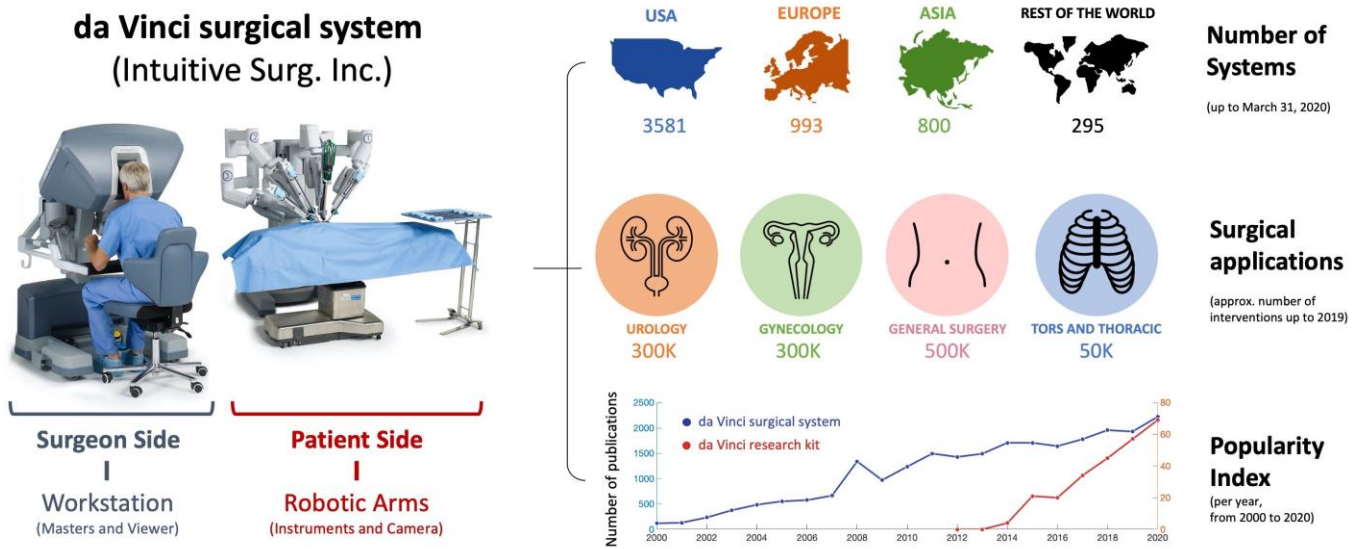 da Vinci surgical system
(Intuitive Surg. Inc.)
2
1
3
Surgeon Side
Workstation
(Masters and Viewer)
Patient Side
Robotic Arms
(Instruments and Camera)
USA
EUROPE
ASIA
REST OF THE WORLD
3581
993
800
295
Number of
Systems
(up to March 31, 2020)
UROLOGY
GYNECOLOGY
GENERAL SURGERY
TORS AND THORACIC
300K
300K
500K
50K
Surgical
applications
(approx. number of
interventions up to 2019)
Number of publications
2500
2000
1500
1000
500
0
da Vinci surgical system
da Vinci research kit
80
60
40
20
0
2000
2002
2004
2006
2008
2010
2012
2014
2016
2018
2020
Popularity
Index
(per year,
from 2000 to 2020)